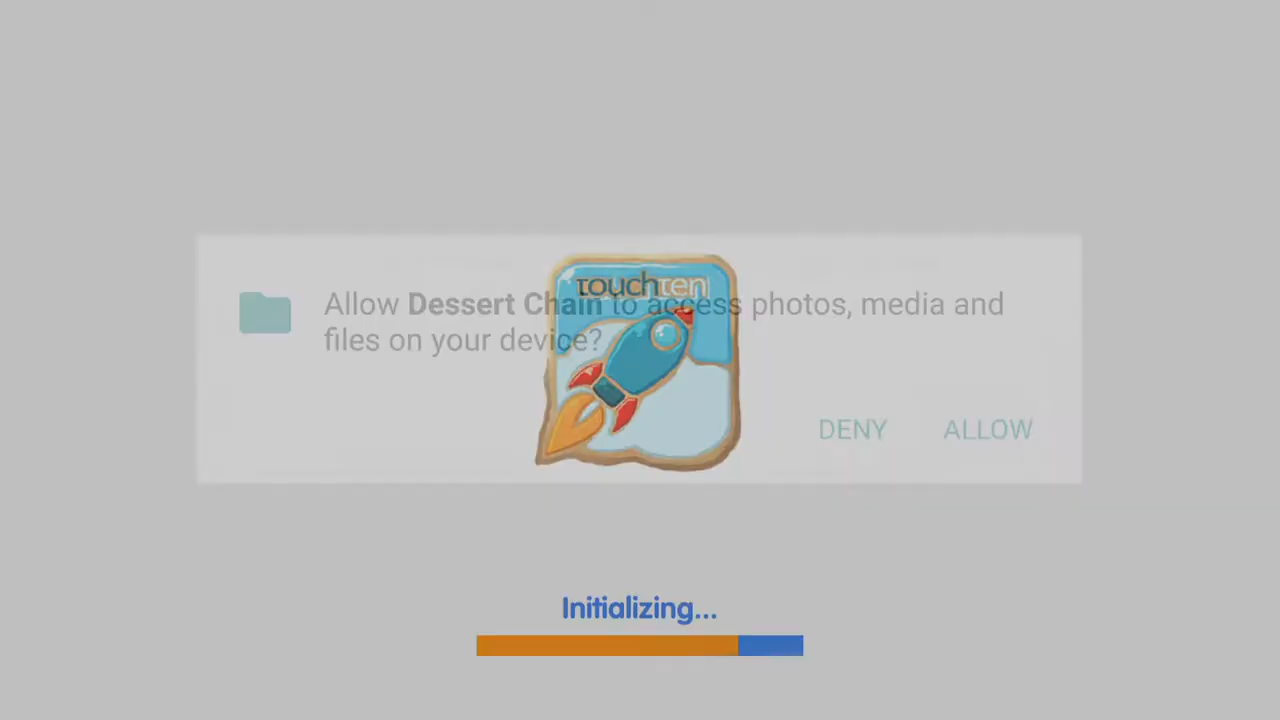 touchten
Allow Dessert Chain to access photos, media and
files on your device?
DENY ALLOW
Initializing...